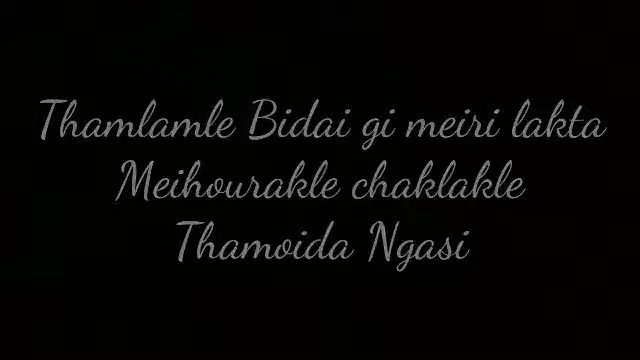 Thamlamle Bidai gi meiri lakta
Meihourakle chaklakle
Thamoida Ngasi